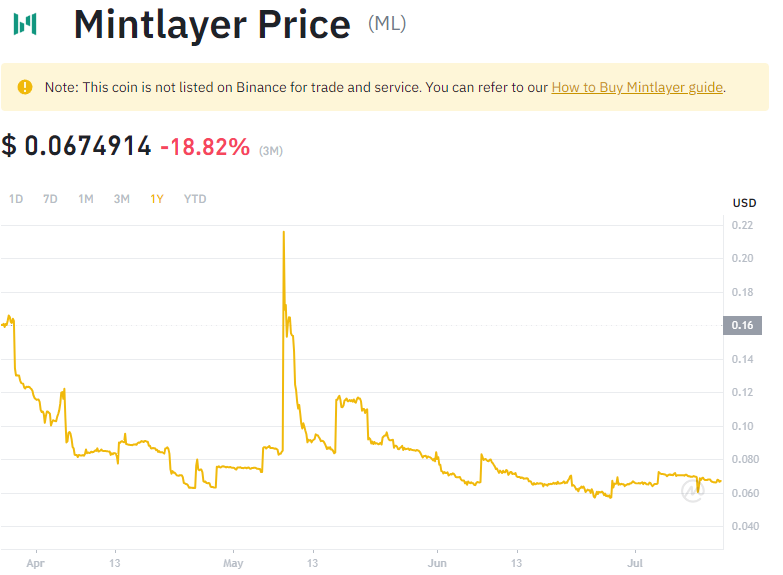 Mintlayer Price (ML)
Note: This coin is not listed on Binance for trade and service. You can refer to our How to Buy Mintlayer guide.
$ 0.0674914 -18.82% (3M)
1D 7D 1M 3M 1Y YTD
USD
0.22
0.20
0.18
0.16
0.14
0.12
0.10
0.080
0.060
0.040
Apr 13 May 13 Jun 13 Jul